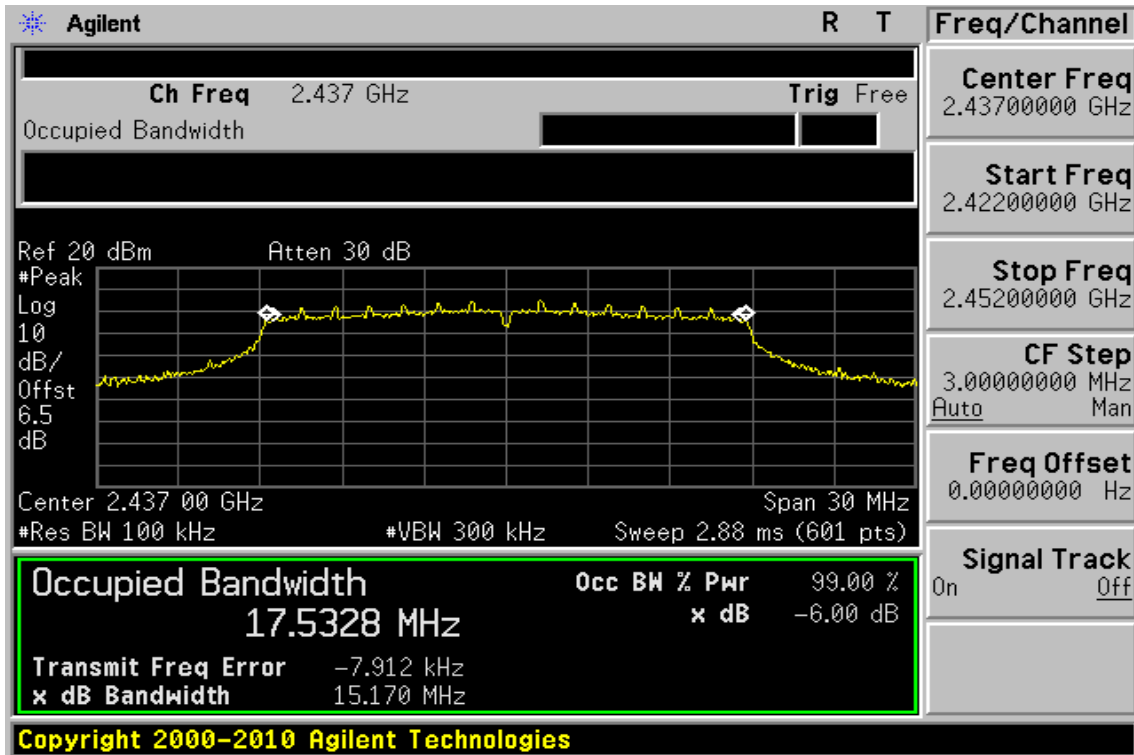 Agilent R T
Freq/Channel
Ch Freq 2.437 GHz Trig Free
Occupied Bandwidth
Center Freq
2.43700000 GHz
Start Freq
2.42200000 GHz
Stop Freq
2.45200000 GHz
CF Step
3.00000000 MHz
Auto Man
Freq Offset
0.00000000 Hz
Signal Track
On Off
Ref 20 dBm Atten 30 dB
#Peak
Log
10
dB/
Offst
6.5
dB
Center 2.437 00 GHz Span 30 MHz
#Res BW 100 kHz #VBW 300 kHz Sweep 2.88 ms (601 pts)
Occupied Bandwidth
17.5328 MHz
Occ BW % Pwr 99.00 %
x dB -6.00 dB
Transmit Freq Error -7.912 kHz
x dB Bandwidth 15.170 MHz
Copyright 2000-2010 Agilent Technologies